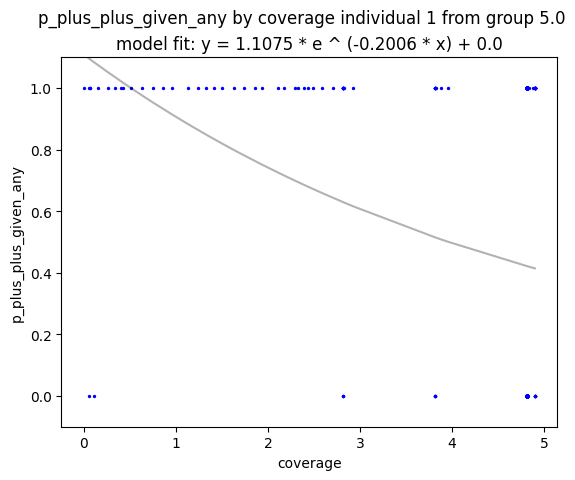 p_plus_plus_given_any by coverage individual 1 from group 5.0
model fit: y = 1.1075 * e ^ (-0.2006 * x) + 0.0
1.0
0.8
0.6
0.4
0.2
0.0
p_plus_plus_given_any
0 1 2 3 4 5
coverage